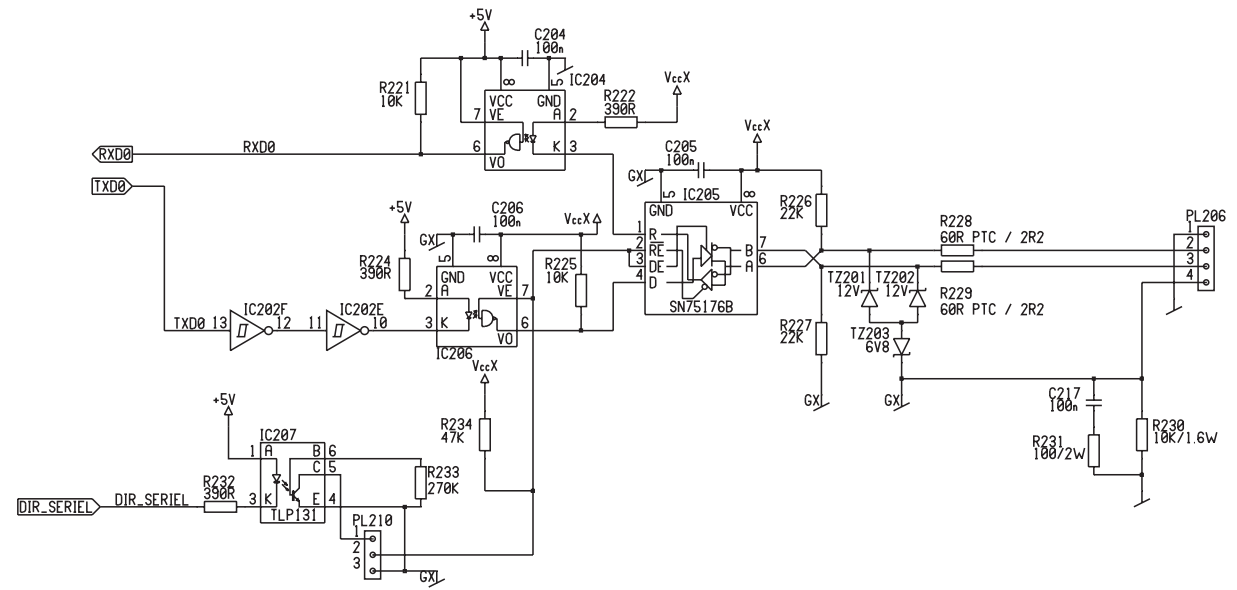 +5V
C204
100n
R221
10K
8
5
IC204
VCC
GND
7
VE
A
2
R222
390R
VccX
6
VO
K
3
RXD0
RXD0
TXD0
VccX
C205
100n
GX
5
IC205
8
GND
VCC
1
R
2
RE
3
DE
4
D
B
7
A
6
SN75176B
R226
22K
R227
22K
GX
R228
60R PTC / 2R2
R229
60R PTC / 2R2
TZ201
12V
TZ202
12V
TZ203
6V8
GX
PL206
1
2
3
4
+5V
C206
100n
VccX
GX
5
8
R224
390R
GND
VCC
2
A
VE
7
3
K
VO
6
IC206
R225
10K
TXD0
13
IC202F
12
11
IC202E
10
VccX
R234
47K
C217
100n
R231
100/2W
R230
10K/1.6W
+5V
IC207
1
A
B
6
C
5
3
K
E
4
TLP131
R232
390R
R233
270K
DIR_SERIEL
DIR_SERIEL
PL210
1
2
3
GX